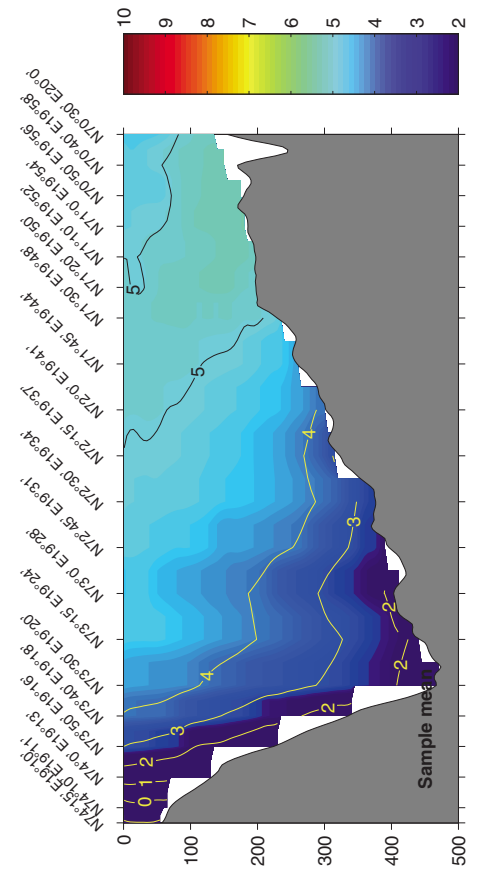 N74°15' E19°10'
N74°10' E19°11'
N74°0' E19°13'
N73°50' E19°16'
N73°40' E19°18'
N73°30' E19°20'
N73°15' E19°24'
N73°0' E19°28'
N72°45' E19°31'
N72°30' E19°34'
N72°15' E19°37'
N72°0' E19°41'
N71°45' E19°44'
N71°30' E19°48'
N71°20' E19°50'
N71°10' E19°52'
N71°0' E19°54'
N70°50' E19°56'
N70°40' E19°58'
N70°30' E20°0'
0
100
200
300
400
500
0
1
2
3
4
2
2
2
3
4
5
5
Sample mean
10
9
8
7
6
5
4
3
2